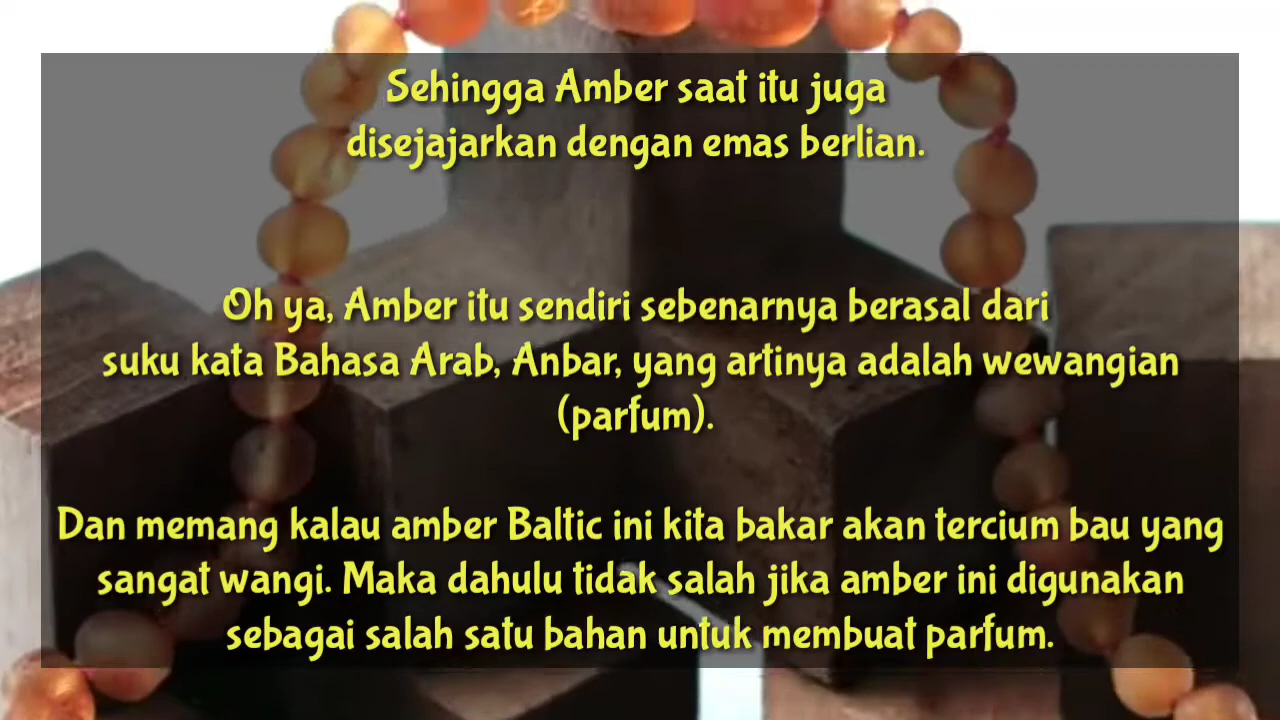 Sehingga Amber saat itu juga
disejajarkan dengan emas berlian.
Oh ya, Amber itu sendiri sebenarnya berasal dari
suku kata Bahasa Arab, Anbar, yang artinya adalah wewangian
(parfum).
Dan memang kalau amber Baltic ini kita bakar akan tercium bau yang
sangat wangi. Maka dahulu tidak salah jika amber ini digunakan
sebagai salah satu bahan untuk membuat parfum.